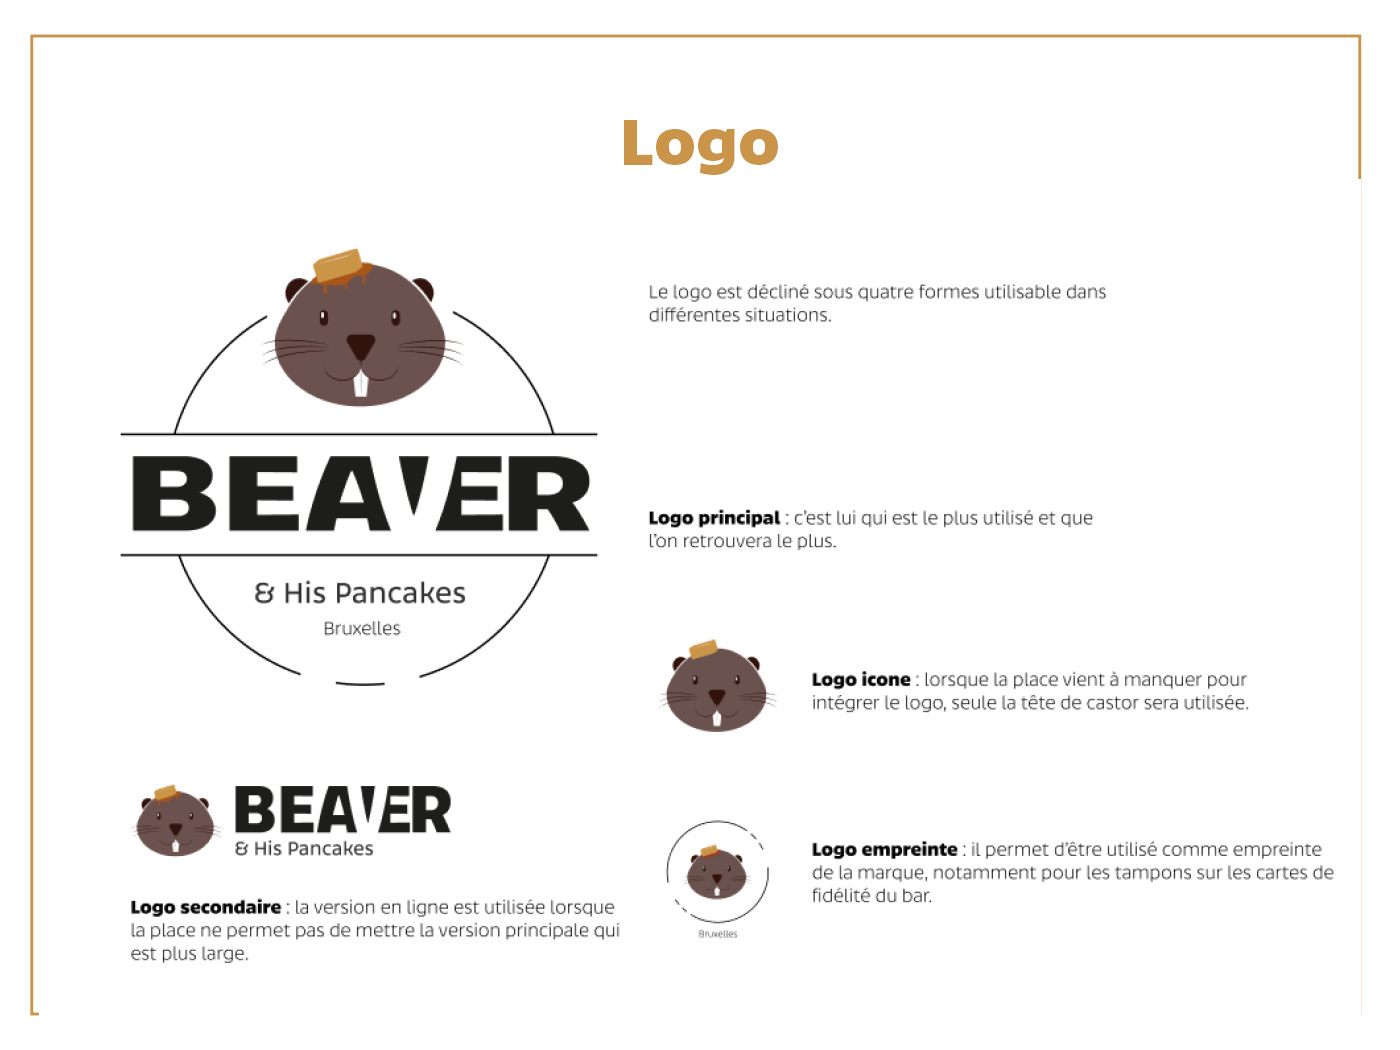 Logo
Le logo est décliné sous quatre formes utilisable dans
différentes situations.
BEAVER
& His Pancakes
Bruxelles
Logo principal : c'est lui qui est le plus utilisé et que
l'on retrouvera le plus.
Logo icone : lorsque la place vient à manquer pour
intégrer le logo, seule la tête de castor sera utilisée.
BEAVER
& His Pancakes
Logo secondaire : la version en ligne est utilisée lorsque
la place ne permet pas de mettre la version principale qui
est plus large.
Logo empreinte : il permet d'être utilisé comme empreinte
de la marque, notamment pour les tampons sur les cartes de
fidélité du bar.
Bruxelles